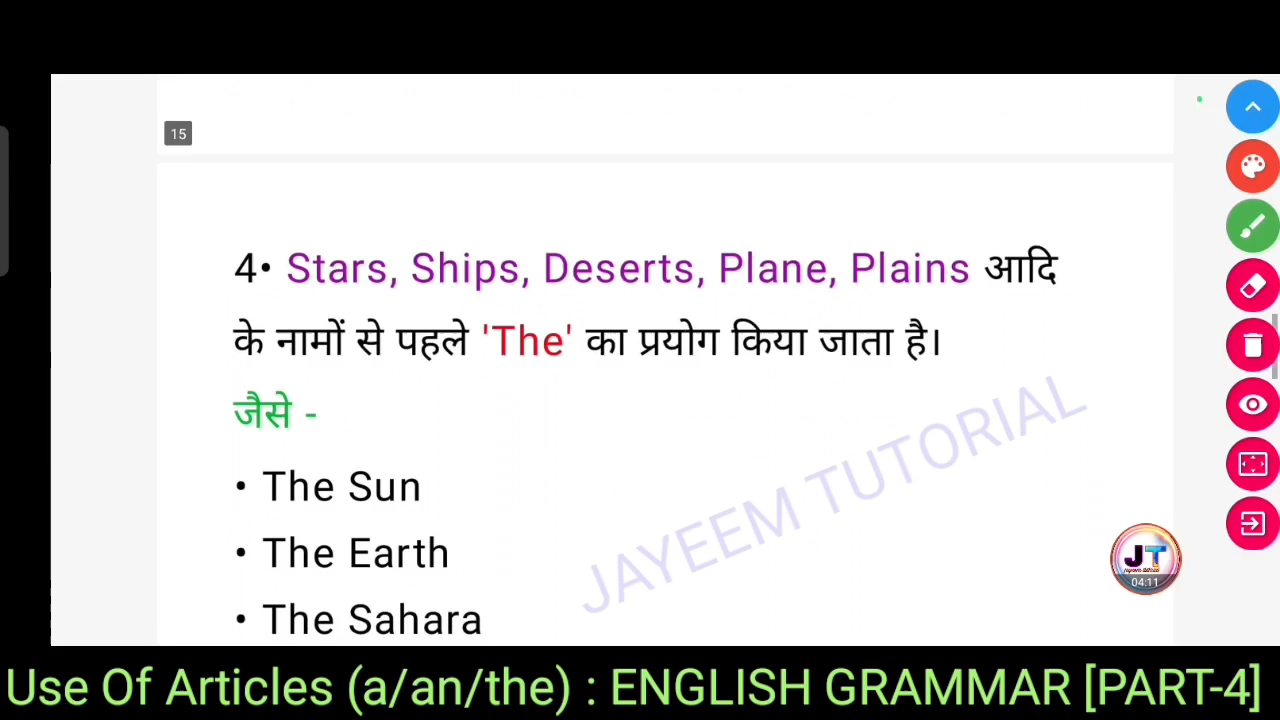 15
4• Stars, Ships, Deserts, Plane, Plains आदि
के नामों से पहले 'The' का प्रयोग किया जाता है।
जैसे -
• The Sun
• The Earth
• The Sahara
JAYEEM TUTORIAL
JT
04:11
Use Of Articles (a/an/the) : ENGLISH GRAMMAR [PART-4]